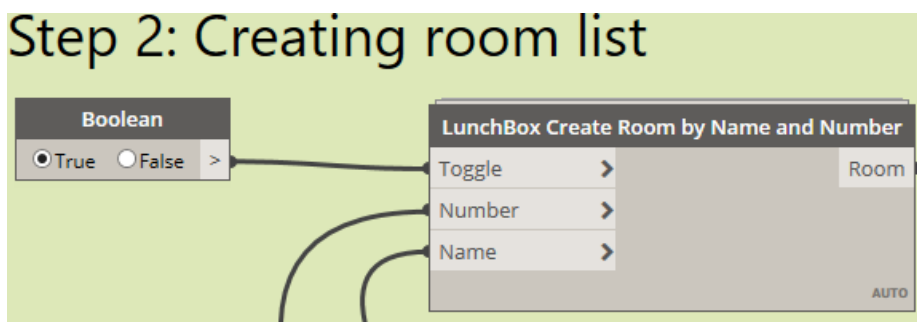 Step 2: Creating room list
Boolean
True False >
LunchBox Create Room by Name and Number
Toggle >
Room
Number >
Name >
AUTO